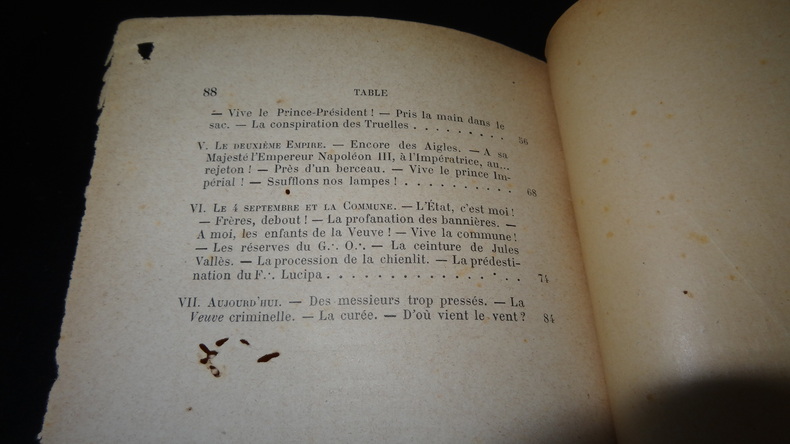 88 TABLE
— Vive le Prince-Président ! — Pris la main dans le
sac. — La conspiration des Truelles . . . . . . . . . 56
V. LE DEUXIÈME EMPIRE. — Encore des Aigles. — A sa
Majesté l'Empereur Napoléon III, à l'Impératrice, au...
rejeton ! — Près d'un berceau. — Vive le prince Im-
périal ! — Ssufflons nos lampes ! . . . . . . . . . . 68
VI. LE 4 SEPTEMBRE ET LA COMMUNE. — L'État, c'est moi !
— Frères, debout ! — La profanation des bannières. —
A moi, les enfants de la Veuve ! — Vive la commune !
— Les réserves du G.·. O.·. — La ceinture de Jules
Vallès. — La procession de la chienlit. — La prédesti-
nation du F.·. Lucipa . . . . . . . . . . . . . . . . 74
VII. AUJOURD'HUI. — Des messieurs trop pressés. — La
Veuve criminelle. — La curée. — D'où vient le vent ? 84